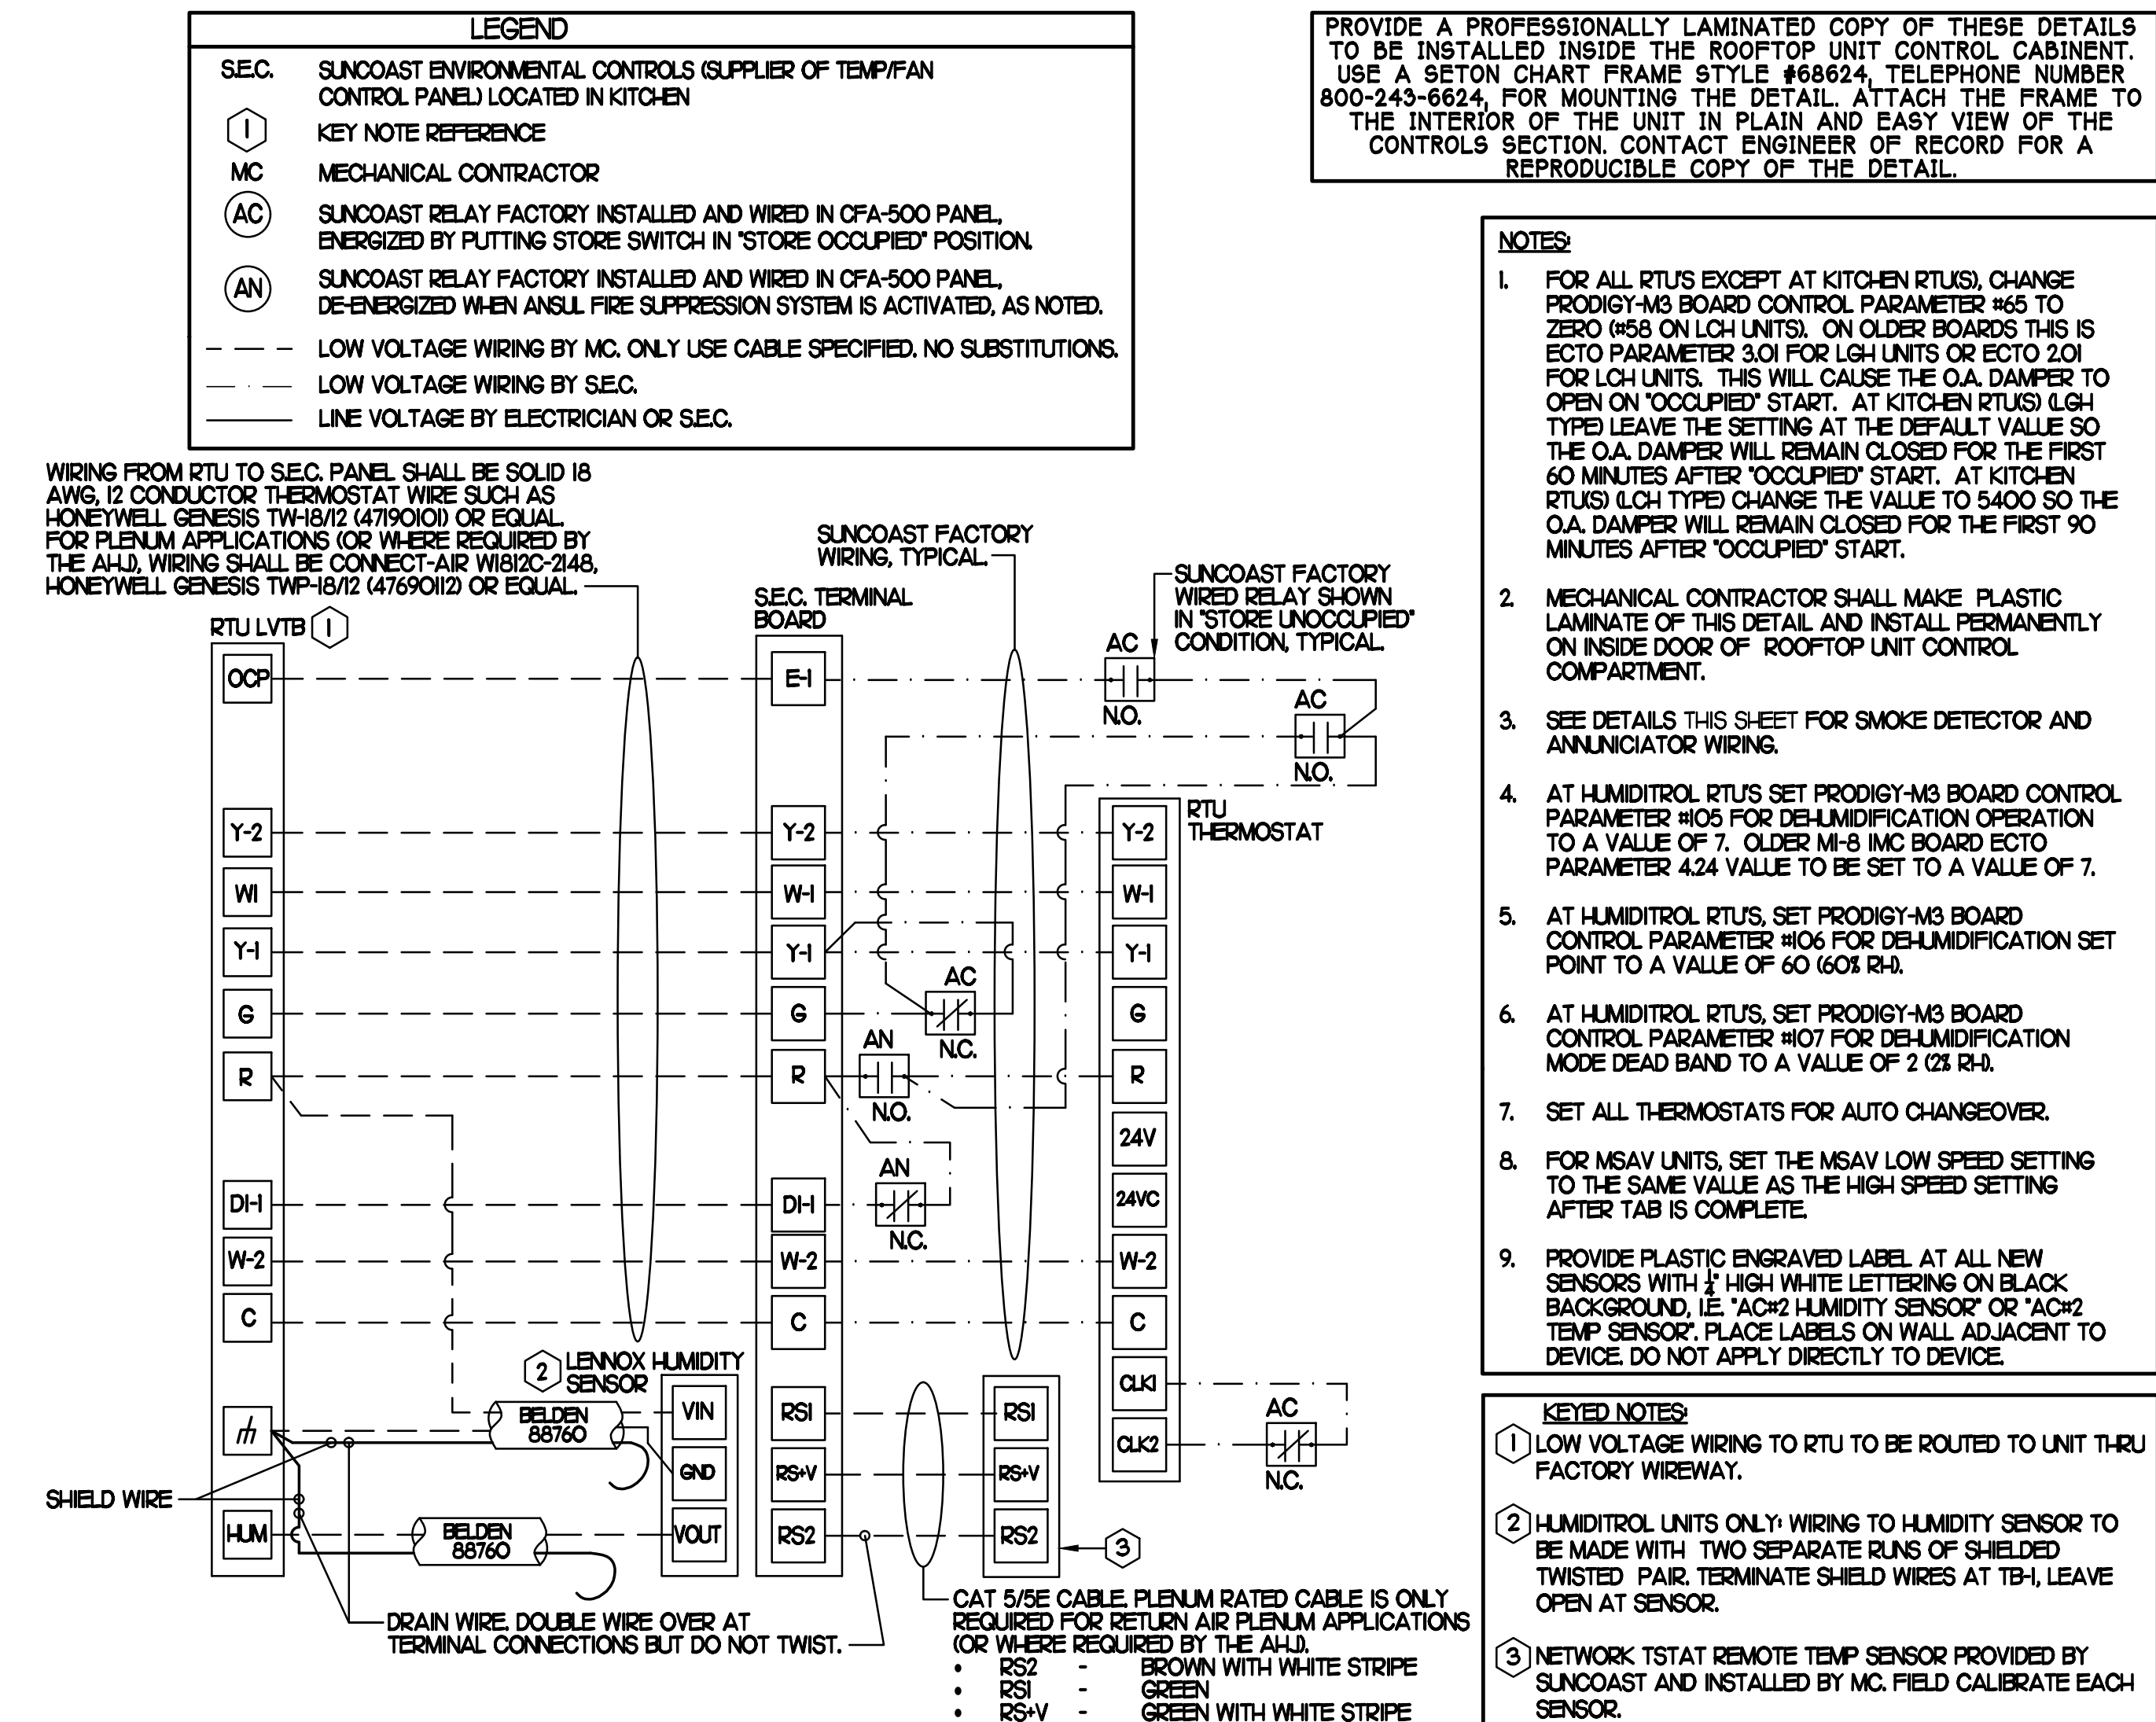 LEGEND
S.E.C. SUNCOAST ENVIRONMENTAL CONTROLS (SUPPLIER OF TEMP/FAN
CONTROL PANEL) LOCATED IN KITCHEN
1 KEY NOTE REFERENCE
MC MECHANICAL CONTRACTOR
AC SUNCOAST RELAY FACTORY INSTALLED AND WIRED IN CFA-500 PANEL,
ENERGIZED BY PUTTING STORE SWITCH IN "STORE OCCUPIED" POSITION.
AN SUNCOAST RELAY FACTORY INSTALLED AND WIRED IN CFA-500 PANEL,
DE-ENERGIZED WHEN ANSUL FIRE SUPPRESSION SYSTEM IS ACTIVATED, AS NOTED.
LOW VOLTAGE WIRING BY MC. ONLY USE CABLE SPECIFIED. NO SUBSTITUTIONS.
LOW VOLTAGE WIRING BY S.E.C.
LINE VOLTAGE BY ELECTRICIAN OR S.E.C.
PROVIDE A PROFESSIONALLY LAMINATED COPY OF THESE DETAILS
TO BE INSTALLED INSIDE THE ROOFTOP UNIT CONTROL CABINENT.
USE A SETON CHART FRAME STYLE #68624, TELEPHONE NUMBER
800-243-6624, FOR MOUNTING THE DETAIL. ATTACH THE FRAME TO
THE INTERIOR OF THE UNIT IN PLAIN AND EASY VIEW OF THE
CONTROLS SECTION. CONTACT ENGINEER OF RECORD FOR A
REPRODUCIBLE COPY OF THE DETAIL.
WIRING FROM RTU TO S.E.C. PANEL SHALL BE SOLID 18
AWG, 12 CONDUCTOR THERMOSTAT WIRE SUCH AS
HONEYWELL GENESIS TW-18/12 (47190101) OR EQUAL.
FOR PLENUM APPLICATIONS (OR WHERE REQUIRED BY
THE AHJ), WIRING SHALL BE CONNECT-AIR W1812C-2148,
HONEYWELL GENESIS TWP-18/12 (47690112) OR EQUAL.
SUNCOAST FACTORY
WIRING, TYPICAL.
SUNCOAST FACTORY
WIRED RELAY SHOWN
IN "STORE UNOCCUPIED"
CONDITION, TYPICAL.
RTU LVTB 1
OCP
Y-2
W1
Y-1
G
R
DI-1
W-2
C
HUM
S.E.C. TERMINAL
BOARD
E-1
Y-2
W-1
Y-1
G
R
DI-1
W-2
C
RS1
RS+V
RS2
AC
N.O.
AC
N.O.
AC
N.C.
AN
N.O.
AN
N.C.
RTU
THERMOSTAT
Y-2
W-1
Y-1
G
R
24V
24VC
W-2
C
CLK1
CLK2
AC
N.C.
2 LENNOX HUMIDITY
SENSOR
VIN
GND
VOUT
BELDEN
88760
BELDEN
88760
SHIELD WIRE
DRAIN WIRE. DOUBLE WIRE OVER AT
TERMINAL CONNECTIONS BUT DO NOT TWIST.
RS1
RS+V
RS2
3
CAT 5/5E CABLE. PLENUM RATED CABLE IS ONLY
REQUIRED FOR RETURN AIR PLENUM APPLICATIONS
(OR WHERE REQUIRED BY THE AHJ).
• RS2 - BROWN WITH WHITE STRIPE
• RS1 - GREEN
• RS+V - GREEN WITH WHITE STRIPE
NOTES:
1. FOR ALL RTU'S EXCEPT AT KITCHEN RTU(S), CHANGE
PRODIGY-M3 BOARD CONTROL PARAMETER #65 TO
ZERO (#58 ON LCH UNITS). ON OLDER BOARDS THIS IS
ECTO PARAMETER 3.01 FOR LGH UNITS OR ECTO 2.01
FOR LCH UNITS. THIS WILL CAUSE THE O.A. DAMPER TO
OPEN ON "OCCUPIED" START. AT KITCHEN RTU(S) (LGH
TYPE) LEAVE THE SETTING AT THE DEFAULT VALUE SO
THE O.A. DAMPER WILL REMAIN CLOSED FOR THE FIRST
60 MINUTES AFTER "OCCUPIED" START. AT KITCHEN
RTU(S) (LCH TYPE) CHANGE THE VALUE TO 5400 SO THE
O.A. DAMPER WILL REMAIN CLOSED FOR THE FIRST 90
MINUTES AFTER "OCCUPIED" START.
2. MECHANICAL CONTRACTOR SHALL MAKE PLASTIC
LAMINATE OF THIS DETAIL AND INSTALL PERMANENTLY
ON INSIDE DOOR OF ROOFTOP UNIT CONTROL
COMPARTMENT.
3. SEE DETAILS THIS SHEET FOR SMOKE DETECTOR AND
ANNUNICIATOR WIRING.
4. AT HUMIDITROL RTU'S SET PRODIGY-M3 BOARD CONTROL
PARAMETER #105 FOR DEHUMIDIFICATION OPERATION
TO A VALUE OF 7. OLDER M1-8 IMC BOARD ECTO
PARAMETER 4.24 VALUE TO BE SET TO A VALUE OF 7.
5. AT HUMIDITROL RTU'S, SET PRODIGY-M3 BOARD
CONTROL PARAMETER #106 FOR DEHUMIDIFICATION SET
POINT TO A VALUE OF 60 (60% RH).
6. AT HUMIDITROL RTU'S, SET PRODIGY-M3 BOARD
CONTROL PARAMETER #107 FOR DEHUMIDIFICATION
MODE DEAD BAND TO A VALUE OF 2 (2% RH).
7. SET ALL THERMOSTATS FOR AUTO CHANGEOVER.
8. FOR MSAV UNITS, SET THE MSAV LOW SPEED SETTING
TO THE SAME VALUE AS THE HIGH SPEED SETTING
AFTER TAB IS COMPLETE.
9. PROVIDE PLASTIC ENGRAVED LABEL AT ALL NEW
SENSORS WITH 1/4" HIGH WHITE LETTERING ON BLACK
BACKGROUND, I.E. "AC#2 HUMIDITY SENSOR" OR "AC#2
TEMP SENSOR". PLACE LABELS ON WALL ADJACENT TO
DEVICE. DO NOT APPLY DIRECTLY TO DEVICE.
KEYED NOTES:
1 LOW VOLTAGE WIRING TO RTU TO BE ROUTED TO UNIT THRU
FACTORY WIREWAY.
2 HUMIDITROL UNITS ONLY: WIRING TO HUMIDITY SENSOR TO
BE MADE WITH TWO SEPARATE RUNS OF SHIELDED
TWISTED PAIR. TERMINATE SHIELD WIRES AT TB-1, LEAVE
OPEN AT SENSOR.
3 NETWORK TSTAT REMOTE TEMP SENSOR PROVIDED BY
SUNCOAST AND INSTALLED BY MC. FIELD CALIBRATE EACH
SENSOR.